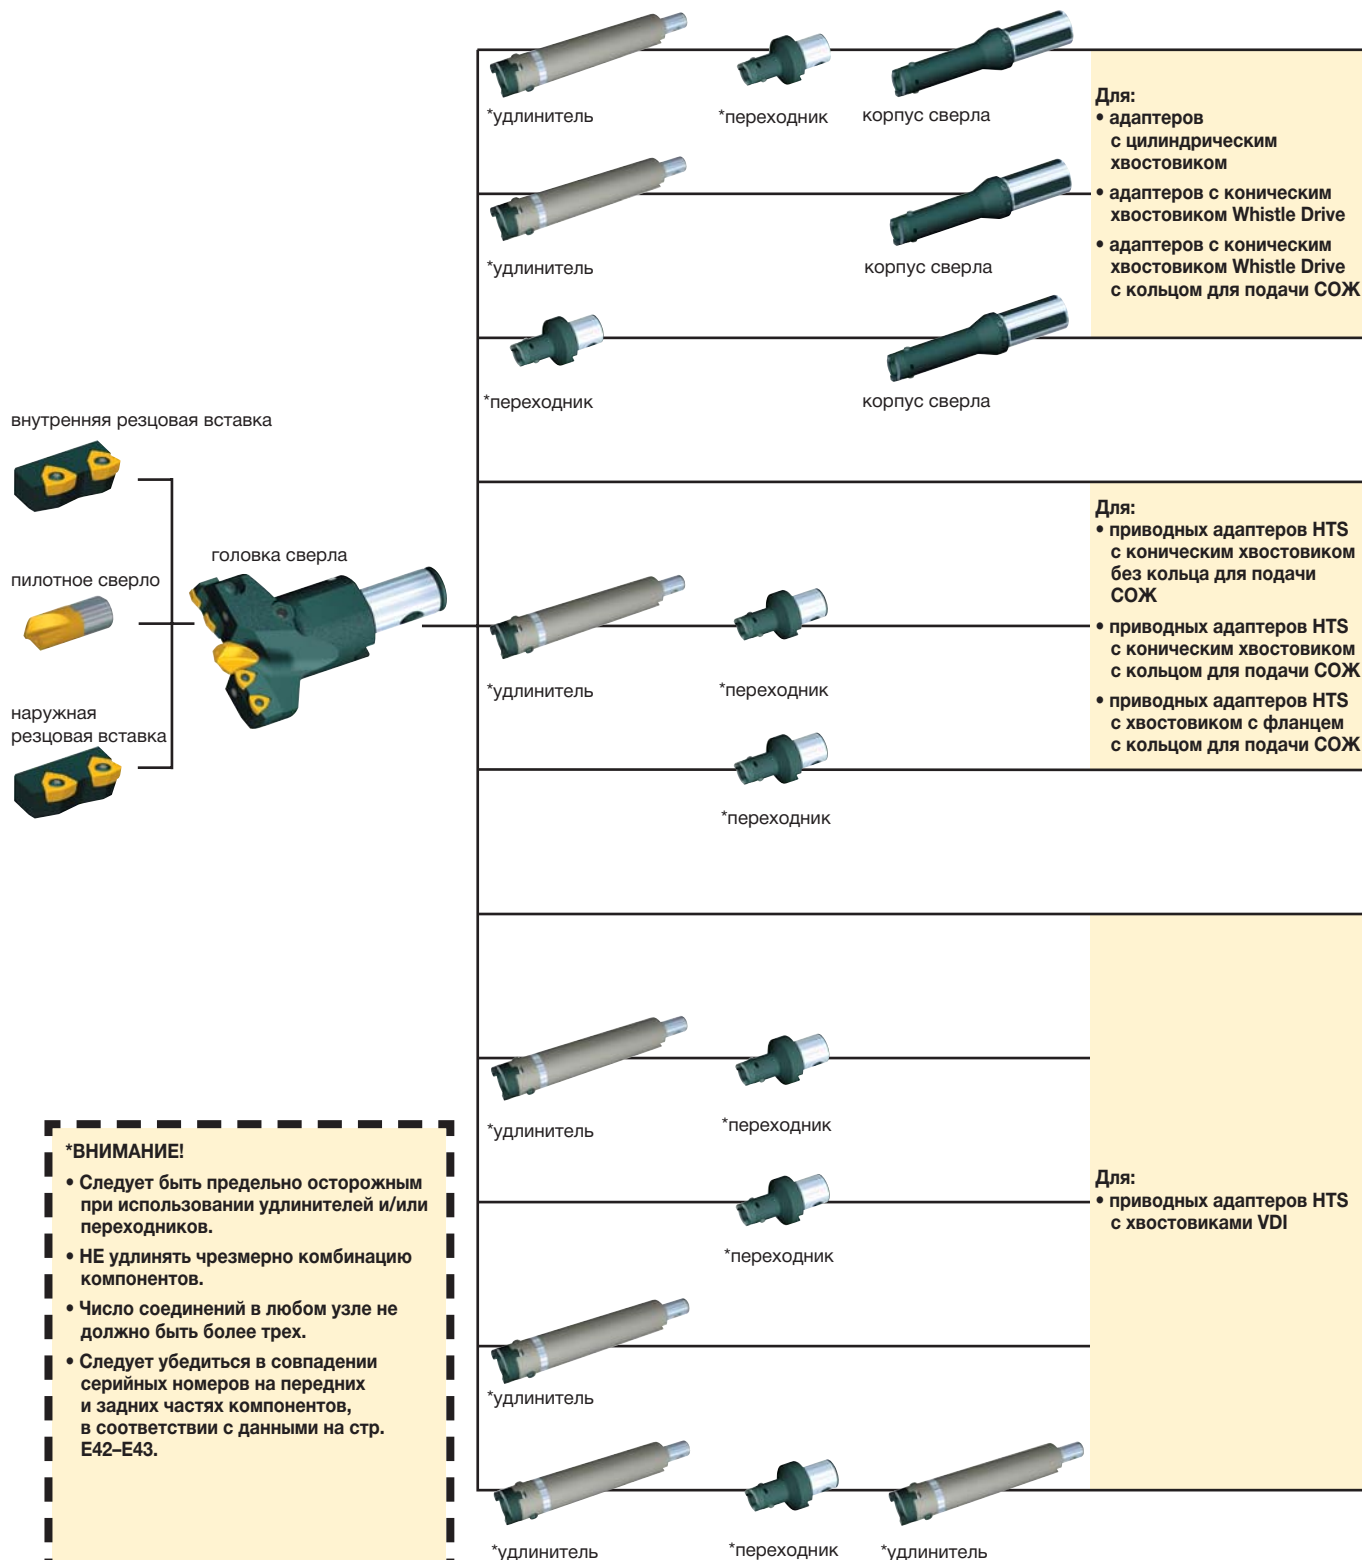 *удлинитель
*переходник
корпус сверла
Для:
• адаптеров
с цилиндрическим
хвостовиком
• адаптеров с коническим
хвостовиком Whistle Drive
• адаптеров с коническим
хвостовиком Whistle Drive
с кольцом для подачи СОЖ
*удлинитель
корпус сверла
*переходник
корпус сверла
внутренняя резцовая вставка
пилотное сверло
наружная
резцовая вставка
головка сверла
*удлинитель
*переходник
Для:
• приводных адаптеров HTS
с коническим хвостовиком
без кольца для подачи
СОЖ
• приводных адаптеров HTS
с коническим хвостовиком
с кольцом для подачи СОЖ
• приводных адаптеров HTS
с хвостовиком с фланцем
с кольцом для подачи СОЖ
*переходник
*удлинитель
*переходник
*переходник
Для:
• приводных адаптеров HTS
с хвостовиками VDI
*удлинитель
*удлинитель
*переходник
*удлинитель
*ВНИМАНИЕ!
• Следует быть предельно осторожным
при использовании удлинителей и/или
переходников.
• НЕ удлинять чрезмерно комбинацию
компонентов.
• Число соединений в любом узле не
должно быть более трех.
• Следует убедиться в совпадении
серийных номеров на передних
и задних частях компонентов,
в соответствии с данными на стр.
E42–E43.